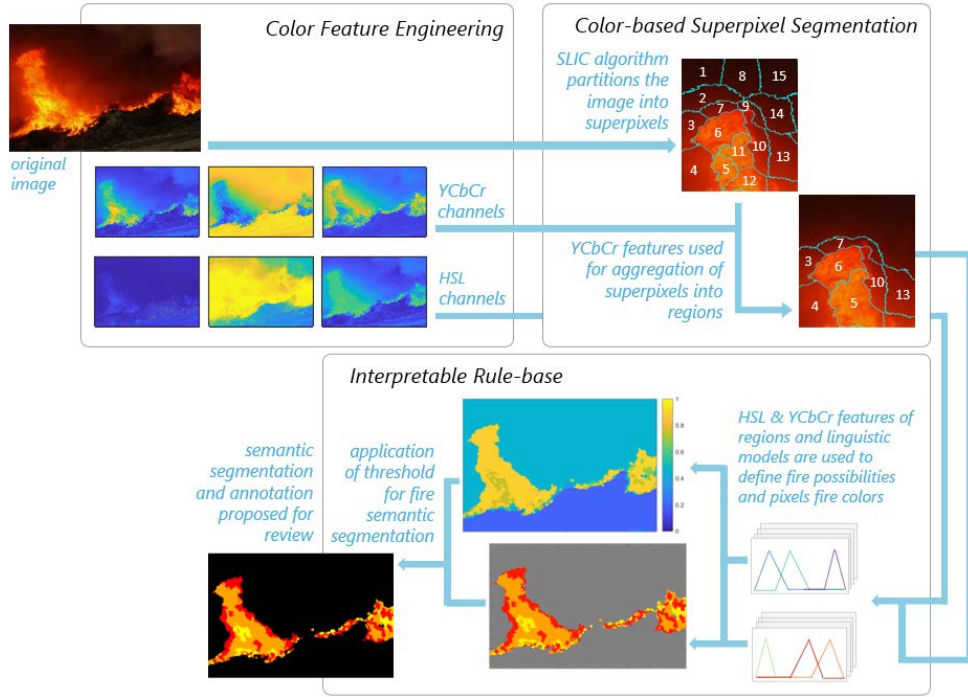 Color Feature Engineering
original
image
YCbCr
channels
HSL
channels
Color-based Superpixel Segmentation
SLIC algorithm
partitions the
image into
superpixels
1 8 15
2 7 9 14
3 6 10
11 13
4 5 12
YCbCr features used
for aggregation of
superpixels into
regions
7
3 6 10
4 5 13
Interpretable Rule-base
semantic
segmentation
and annotation
proposed for
review
application
of threshold
for fire
semantic
segmentation
1
0.8
0.6
0.4
0.2
0
HSL & YCbCr features of
regions and linguistic
models are used to
define fire possibilities
and pixels fire colors